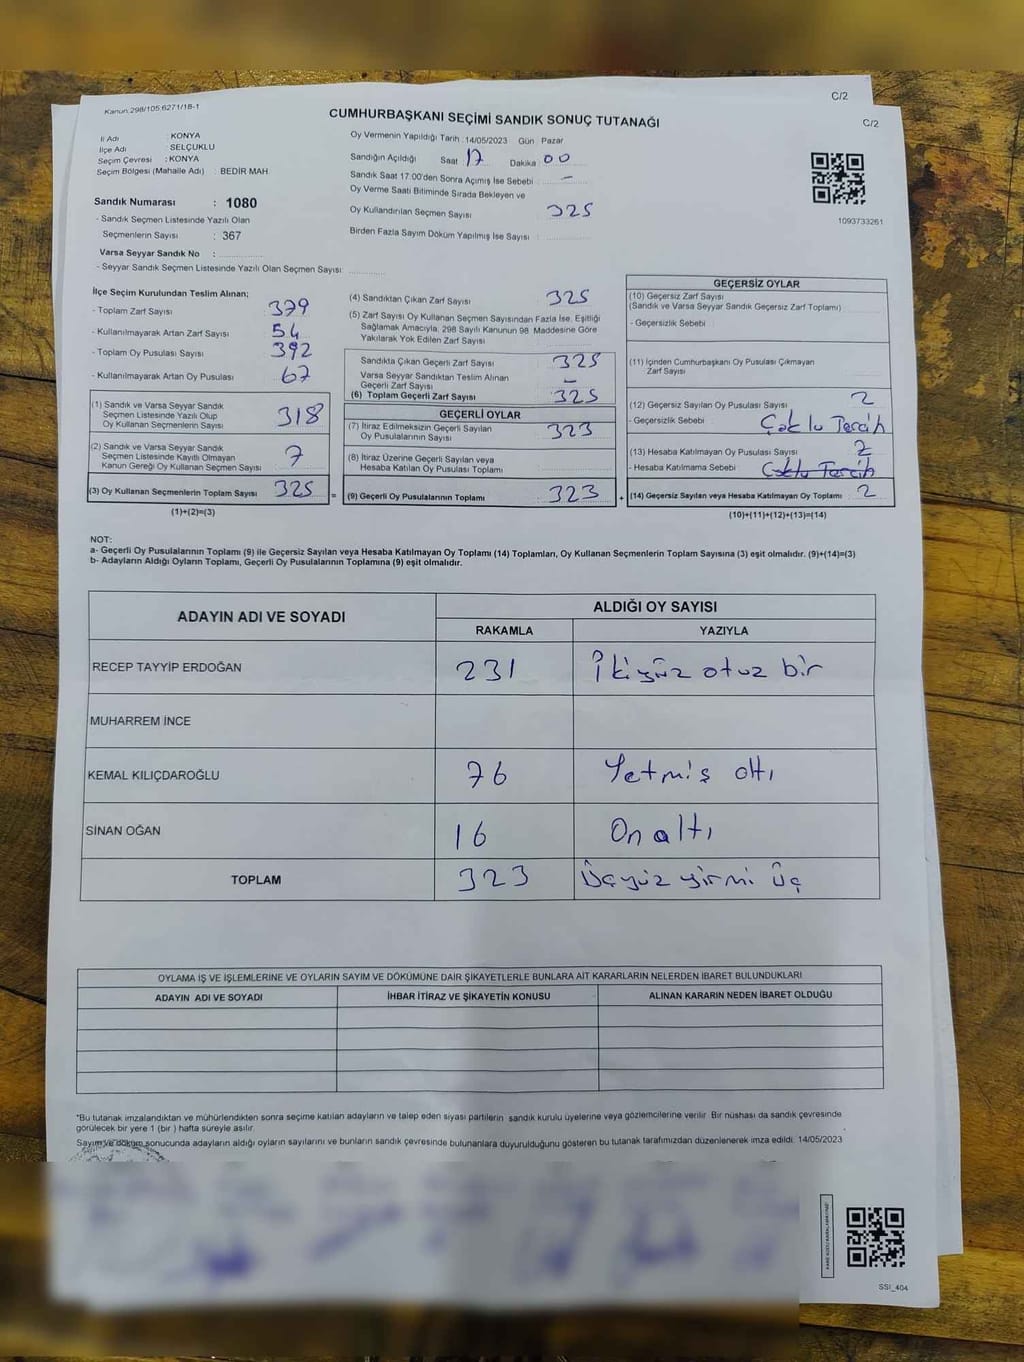 C/2
Kanun:298/105;6271/18-1
CUMHURBAŞKANI SEÇİMİ SANDIK SONUÇ TUTANAĞI
C/2
İl Adı : KONYA
İlçe Adı : SELÇUKLU
Seçim Çevresi : KONYA
Seçim Bölgesi (Mahalle Adı) : BEDİR MAH
Sandık Numarası : 1080
- Sandık Seçmen Listesinde Yazılı Olan
Seçmenlerin Sayısı : 367
Varsa Seyyar Sandık No :
- Seyyar Sandık Seçmen Listesinde Yazılı Olan Seçmen Sayısı:
Oy Vermenin Yapıldığı Tarih :14/05/2023 Gün Pazar
Sandığın Açıldığı Saat 17 Dakika 00
Sandık Saat 17:00'den Sonra Açımış İse Sebebi : -
Oy Verme Saati Bitiminde Sırada Bekleyen ve
Oy Kullandırılan Seçmen Sayısı 325
Birden Fazla Sayım Döküm Yapılmış İse Sayısı :
1093733261
İlçe Seçim Kurulundan Teslim Alınan;
- Toplam Zarf Sayısı 379
- Kullanılmayarak Artan Zarf Sayısı 54
- Toplam Oy Pusulası Sayısı 392
- Kullanılmayarak Artan Oy Pusulası 67
(1) Sandık ve Varsa Seyyar Sandık
Seçmen Listesinde Yazılı Olup
Oy Kullanan Seçmenlerin Sayısı 318
(2) Sandık ve Varsa Seyyar Sandık
Seçmen Listesinde Kayıtlı Olmayan
Kanun Gereği Oy Kullanan Seçmen Sayısı 7
(3) Oy Kullanan Seçmenlerin Toplam Sayısı 325
(1)+(2)=(3)
=
(4) Sandıktan Çıkan Zarf Sayısı 325
(5) Zarf Sayısı Oy Kullanan Seçmen Sayısından Fazla İse, Eşitliği
Sağlamak Amacıyla, 298 Sayılı Kanunun 98. Maddesine Göre
Yakılarak Yok Edilen Zarf Sayısı
Sandıkta Çıkan Geçerli Zarf Sayısı 325
Varsa Seyyar Sandıktan Teslim Alınan
Geçerli Zarf Sayısı -
(6) Toplam Geçerli Zarf Sayısı 325
GEÇERLİ OYLAR
(7) İtiraz Edilmeksizin Geçerli Sayılan
Oy Pusulalarının Sayısı 323
(8) İtiraz Üzerine Geçerli Sayılan veya
Hesaba Katılan Oy Pusulası Toplamı
(9) Geçerli Oy Pusulalarının Toplamı 323
+
GEÇERSİZ OYLAR
(10) Geçersiz Zarf Sayısı
(Sandık ve Varsa Seyyar Sandık Geçersiz Zarf Toplamı)
- Geçersizlik Sebebi
(11) İçinden Cumhurbaşkanı Oy Pusulası Çıkmayan
Zarf Sayısı
(12) Geçersiz Sayılan Oy Pusulası Sayısı 2
- Geçersizlik Sebebi Çoklu Tercih
(13) Hesaba Katılmayan Oy Pusulası Sayısı 2
- Hesaba Katılmama Sebebi Çoklu Tercih
(14) Geçersiz Sayılan veya Hesaba Katılmayan Oy Toplamı 2
(10)+(11)+(12)+(13)=(14)
NOT:
a- Geçerli Oy Pusulalarının Toplamı (9) ile Geçersiz Sayılan veya Hesaba Katılmayan Oy Toplamı (14) Toplamları, Oy Kullanan Seçmenlerin Toplam Sayısına (3) eşit olmalıdır. (9)+(14)=(3)
b- Adayların Aldığı Oyların Toplamı, Geçerli Oy Pusulalarının Toplamına (9) eşit olmalıdır.
ADAYIN ADI VE SOYADI
ALDIĞI OY SAYISI
RAKAMLA YAZIYLA
RECEP TAYYİP ERDOĞAN 231 İkiyüz otuz bir
MUHARREM İNCE
KEMAL KILIÇDAROĞLU 76 Yetmiş altı
SİNAN OĞAN 16 On altı
TOPLAM 323 Üçyüz yirmi üç
OYLAMA İŞ VE İŞLEMLERİNE VE OYLARIN SAYIM VE DÖKÜMÜNE DAİR ŞİKAYETLERLE BUNLARA AİT KARARLARIN NELERDEN İBARET BULUNDUKLARI
ADAYIN ADI VE SOYADI İHBAR İTİRAZ VE ŞİKAYETİN KONUSU ALINAN KARARIN NEDEN İBARET OLDUĞU
*Bu tutanak imzalandıktan ve mühürlendikten sonra seçime katılan adayların ve talep eden siyasi partilerin sandık kurulu üyelerine veya gözlemcilerine verilir. Bir nüshası da sandık çevresinde
görülecek bir yere 1 (bir) hafta süreyle asılır.
Sayım ve döküm sonucunda adayların aldığı oyların sayılarını ve bunların sandık çevresinde bulunanlara duyurulduğunu gösteren bu tutanak tarafımızdan düzenlenerek imza edildi. 14/05/2023
SSI_404